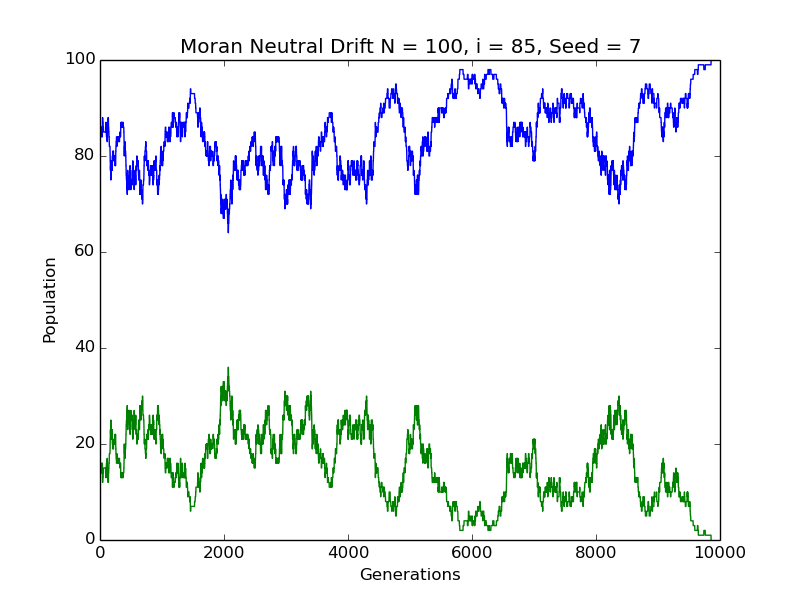 Moran Neutral Drift N = 100, i = 85, Seed = 7
100
80
60
40
20
0
Population
0 2000 4000 6000 8000 10000
Generations